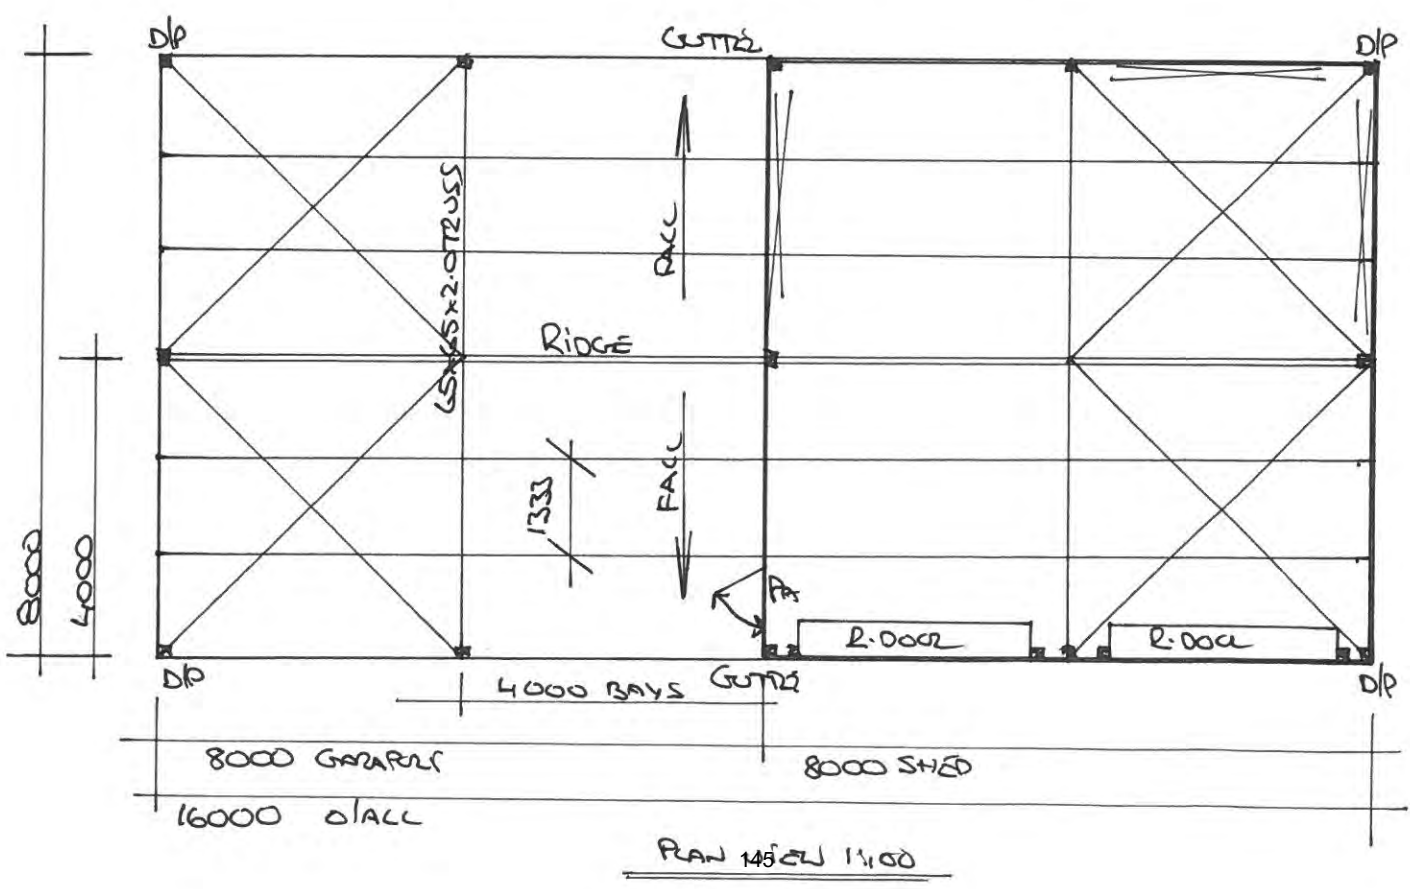 D/P
GUTTER
D/P
65x65x2.0 TRUSS
FALL
RIDGE
8000
4000
1333
FALL
PA
R.DOOR
R.DOOR
D/P
4000 BAYS
GUTTER
D/P
8000
8000 SHED
16000 O/ALL
PLAN VIEW 1:100
145